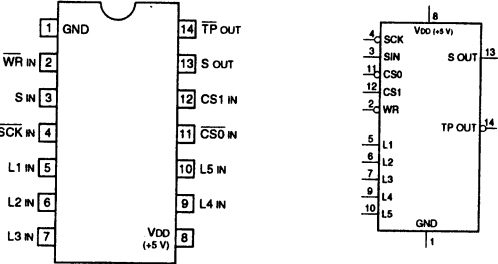 1 GND
14 TP OUT
WR IN 2
13 S OUT
S IN 3
12 CS1 IN
SCK IN 4
11 CS0 IN
L1 IN 5
10 L5 IN
L2 IN 6
9 L4 IN
L3 IN 7
VDD (+5 V) 8
8
VDD (+5 V)
4 SCK
3 SIN
S OUT 13
11 CS0
12 CS1
2 WR
TP OUT 14
5 L1
6 L2
7 L3
9 L4
10 L5
GND
1